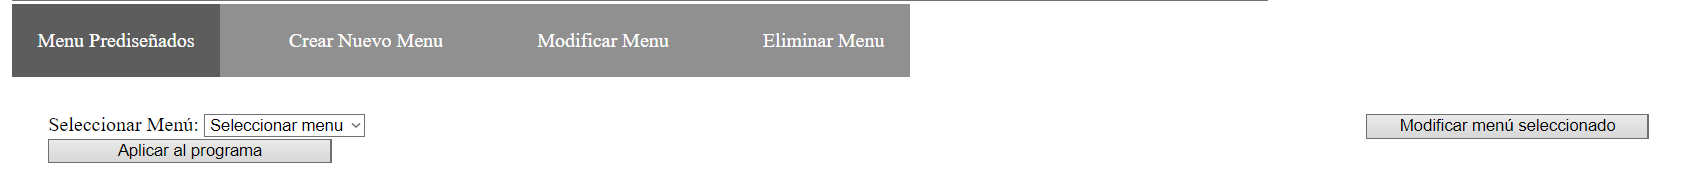 Menu Prediseñados Crear Nuevo Menu Modificar Menu Eliminar Menu
Seleccionar Menú: Seleccionar menu Modificar menú seleccionado
Aplicar al programa